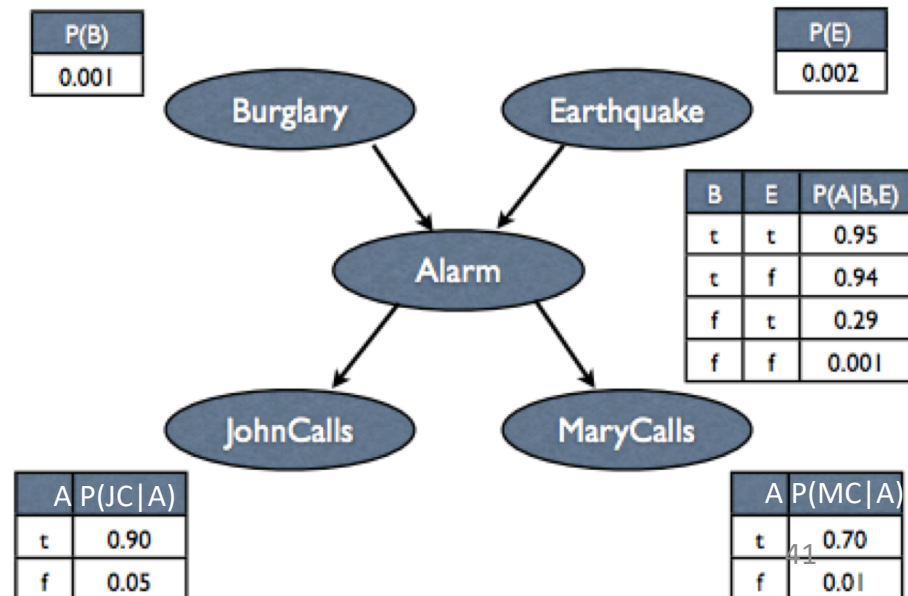 P(B)
0.001
P(E)
0.002
Burglary
Earthquake
B E P(A|B,E)
t t 0.95
t f 0.94
f t 0.29
f f 0.001
Alarm
JohnCalls
MaryCalls
A P(JC|A)
t 0.90
f 0.05
A P(MC|A)
t 0.70
41
f 0.01